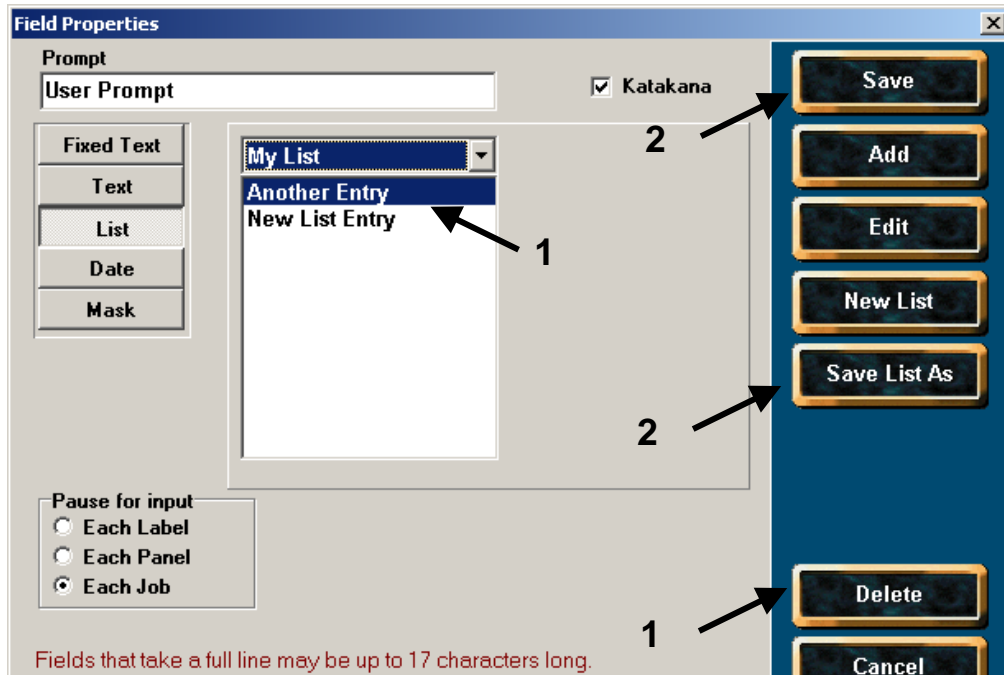 Field Properties
Prompt
User Prompt
Katakana
Save
2
Fixed Text
Text
List
Date
Mask
My List
Another Entry
New List Entry
1
Add
Edit
New List
Save List As
2
Pause for input
Each Label
Each Panel
Each Job
Delete
1
Fields that take a full line may be up to 17 characters long.
Cancel